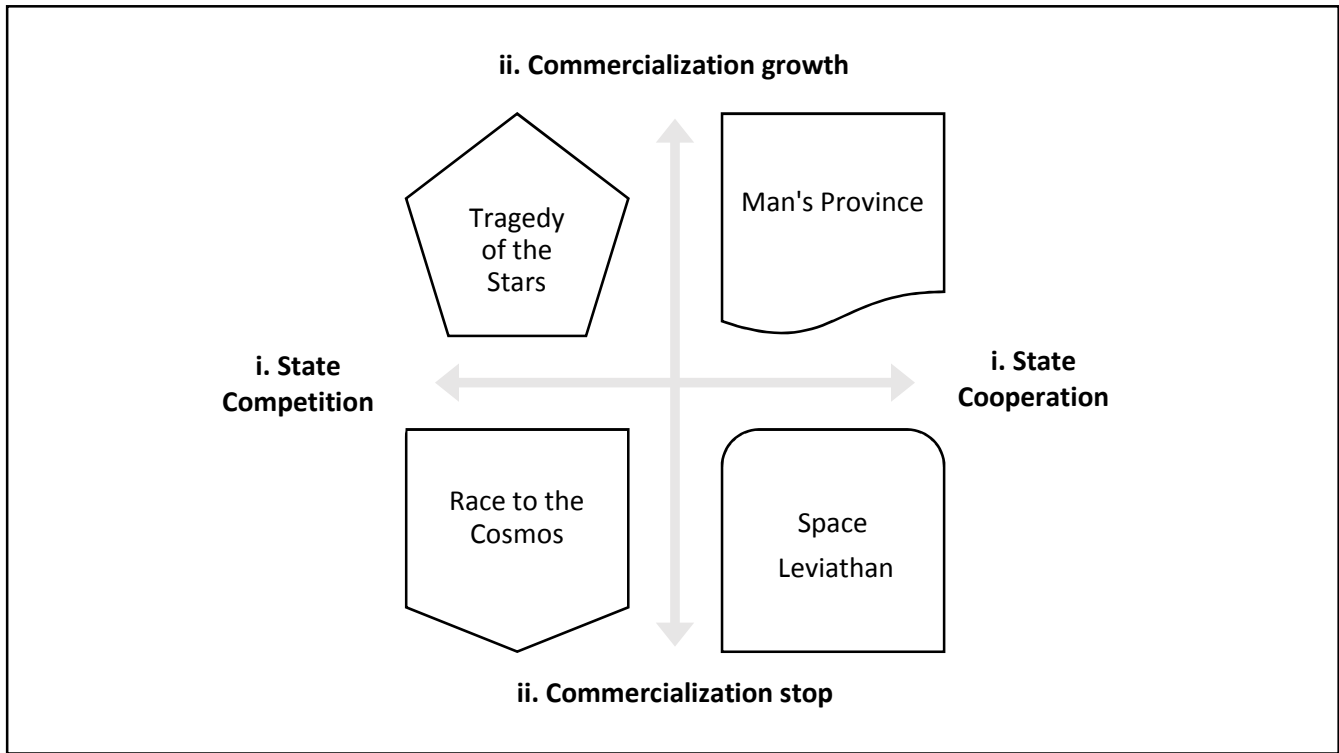 ii. Commercialization growth
Tragedy
of the
Stars
Man's Province
i. State
Competition
i. State
Cooperation
Race to the
Cosmos
Space
Leviathan
ii. Commercialization stop